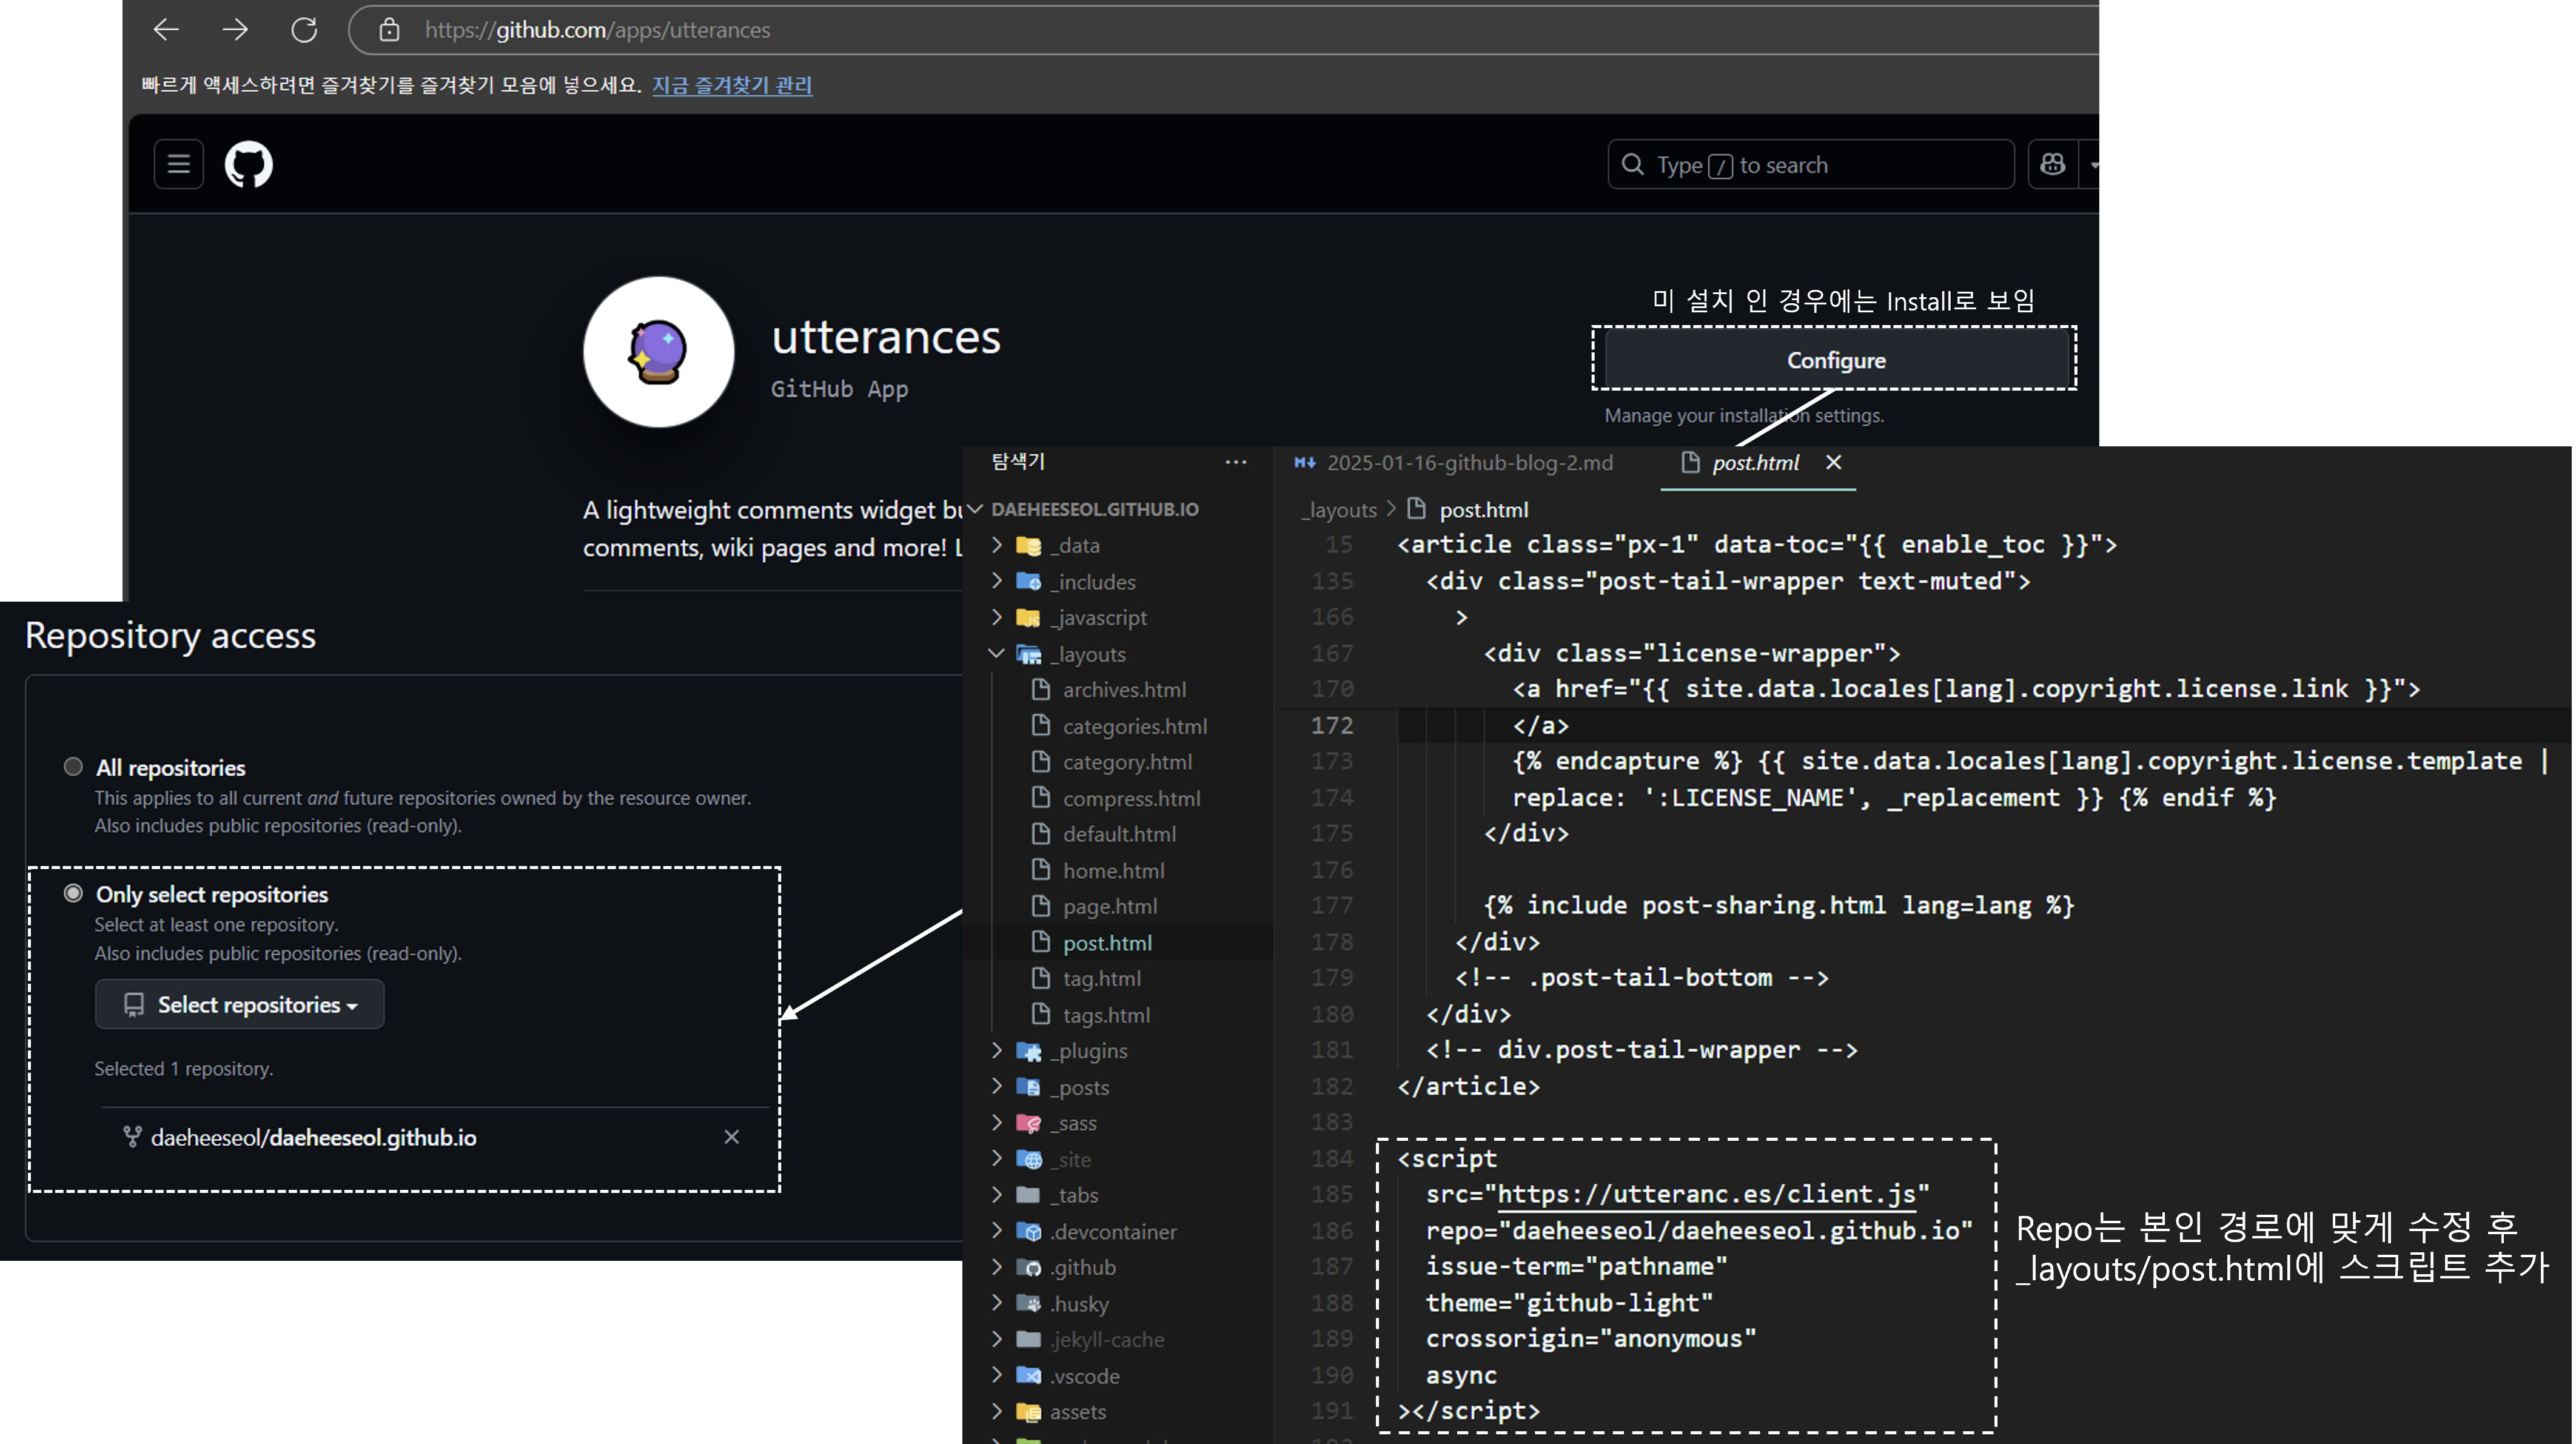 https://github.com/apps/utterances
빠르게 액세스하려면 즐겨찾기를 즐겨찾기 모음에 넣으세요. 지금 즐겨찾기 관리
Type / to search
utterances
GitHub App
미 설치 인 경우에는 Install로 보임
Configure
Manage your installation settings.
A lightweight comments widget bu
comments, wiki pages and more! L
Repository access
All repositories
This applies to all current and future repositories owned by the resource owner.
Also includes public repositories (read-only).
Only select repositories
Select at least one repository.
Also includes public repositories (read-only).
Select repositories
Selected 1 repository.
daeheeseol/daeheeseol.github.io
탐색기
DAEHEESEOL.GITHUB.IO
_data
_includes
_javascript
_layouts
archives.html
categories.html
category.html
compress.html
default.html
home.html
page.html
post.html
tag.html
tags.html
_plugins
_posts
_sass
_site
_tabs
.devcontainer
.github
.husky
.jekyll-cache
.vscode
assets
2025-01-16-github-blog-2.md
post.html
_layouts > post.html
15 <article class="px-1" data-toc="{{ enable_toc }}">
135 <div class="post-tail-wrapper text-muted">
166 >
167 <div class="license-wrapper">
170 <a href="{{ site.data.locales[lang].copyright.license.link }}">
172 </a>
173 {% endcapture %} {{ site.data.locales[lang].copyright.license.template |
174 replace: ':LICENSE_NAME', _replacement }} {% endif %}
175 </div>
176
177 {% include post-sharing.html lang=lang %}
178 </div>
179 <!-- .post-tail-bottom -->
180 </div>
181 <!-- div.post-tail-wrapper -->
182 </article>
183
184 <script
185 src="https://utteranc.es/client.js"
186 repo="daeheeseol/daeheeseol.github.io"
187 issue-term="pathname"
188 theme="github-light"
189 crossorigin="anonymous"
190 async
191 ></script>
Repo는 본인 경로에 맞게 수정 후
_layouts/post.html에 스크립트 추가